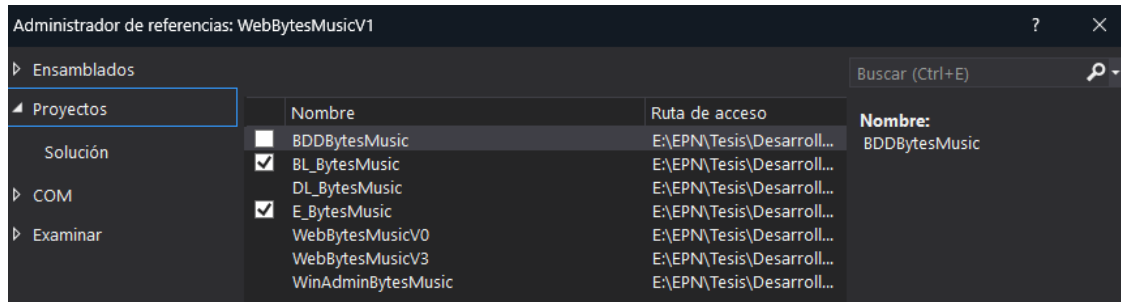 Administrador de referencias: WebBytesMusicV1 ? ×
Ensamblados
Proyectos
Solución
COM
Examinar
Nombre Ruta de acceso
BDDBytesMusic E:\EPN\Tesis\Desarroll...
BL_BytesMusic E:\EPN\Tesis\Desarroll...
DL_BytesMusic E:\EPN\Tesis\Desarroll...
E_BytesMusic E:\EPN\Tesis\Desarroll...
WebBytesMusicV0 E:\EPN\Tesis\Desarroll...
WebBytesMusicV3 E:\EPN\Tesis\Desarroll...
WinAdminBytesMusic E:\EPN\Tesis\Desarroll...
Buscar (Ctrl+E)
Nombre:
BDDBytesMusic